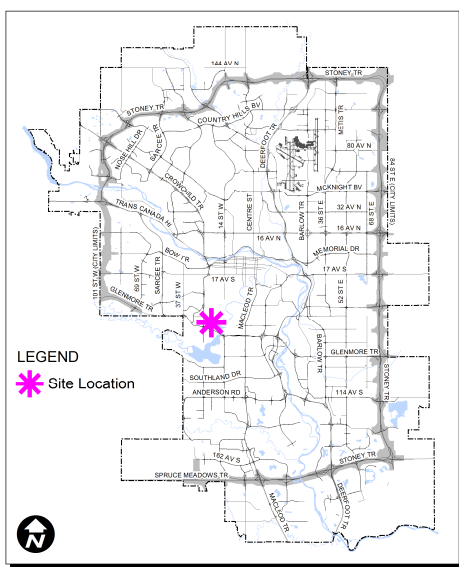 144 AV N
STONEY TR
STONEY TR
COUNTRY HILLS BV
METIS TR
NOSE HILL DR
SARCEE TR
DEERFOOT TR
80 AV N
84 ST E (CITY LIMITS)
CROWCHILD TR
MCKNIGHT BV
14 ST W
CENTRE ST
BARLOW TR
36 ST E
32 AV N
68 ST E
TRANS CANADA HI
16 AV N
16 AV N
BOW TR
MEMORIAL DR
101 ST W (CITY LIMITS)
69 ST W
SARCEE TR
17 AV S
17 AV S
37 ST W
MACLEOD TR
52 ST E
GLENMORE TR
BARLOW TR
GLENMORE TR
LEGEND
Site Location
SOUTHLAND DR
STONEY TR
ANDERSON RD
114 AV S
162 AV S
STONEY TR
SPRUCE MEADOWS TR
MACLEOD TR
DEERFOOT TR
N